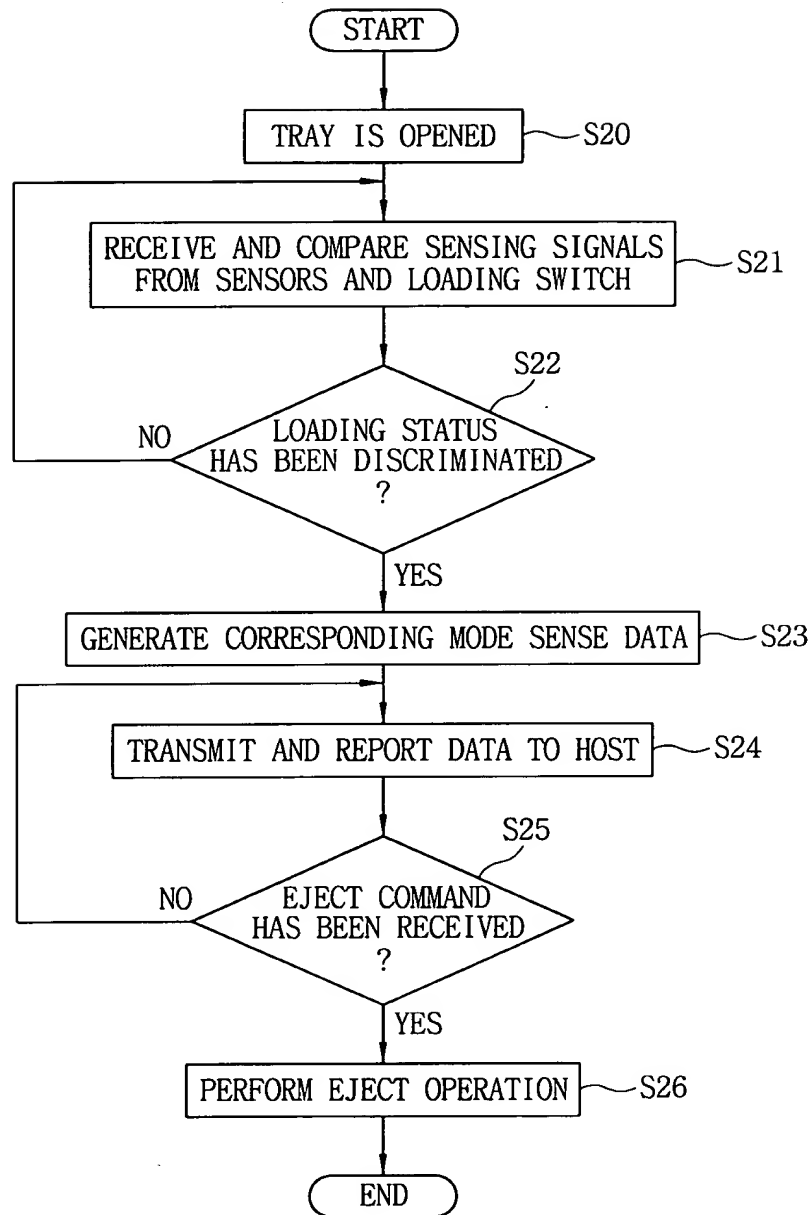 START
TRAY IS OPENED
S20
RECEIVE AND COMPARE SENSING SIGNALS
FROM SENSORS AND LOADING SWITCH
S21
S22
LOADING STATUS
HAS BEEN DISCRIMINATED
?
NO
YES
GENERATE CORRESPONDING MODE SENSE DATA
S23
TRANSMIT AND REPORT DATA TO HOST
S24
S25
EJECT COMMAND
HAS BEEN RECEIVED
?
NO
YES
PERFORM EJECT OPERATION
S26
END